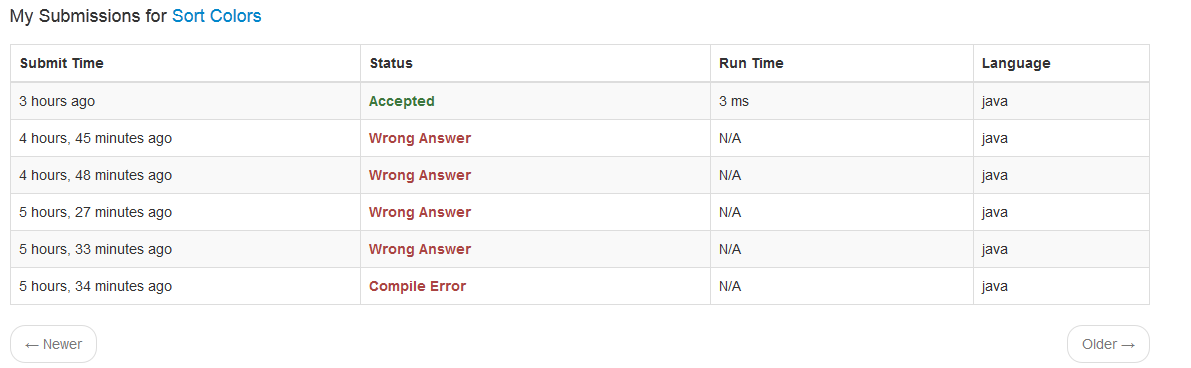 My Submissions for Sort Colors
Submit Time Status Run Time Language
3 hours ago Accepted 3 ms java
4 hours, 45 minutes ago Wrong Answer N/A java
4 hours, 48 minutes ago Wrong Answer N/A java
5 hours, 27 minutes ago Wrong Answer N/A java
5 hours, 33 minutes ago Wrong Answer N/A java
5 hours, 34 minutes ago Compile Error N/A java
← Newer Older →